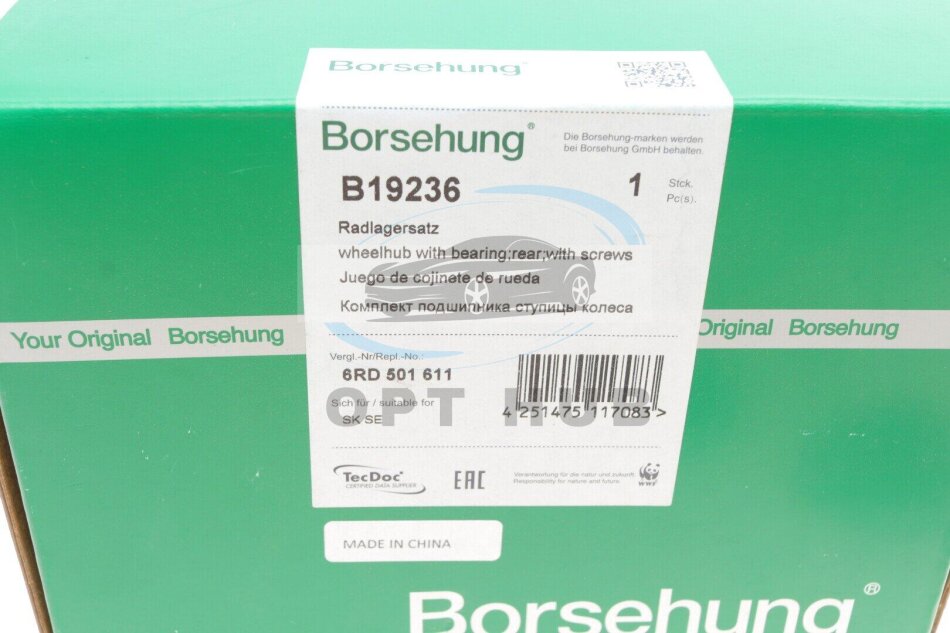 Borsehung
Borsehung®
Die Borsehung-marken werden
bei Borsehung GmbH behalten.
B19236
1 Stck.
Pc(s).
Radlagersatz
wheelhub with bearing;rear;with screws
Juego de cojinate de rueda
Комплект подшипника ступицы колеса
Your Original Borsehung
Original Borsehung
Vergl.-Nr/Repl.-No.:
6RD 501 611
Sich für / suitable for
SK/SE
4 251475 117083 >
OPT HUB
TecDoc®
CERTIFIED DATA SUPPLIER
EAC
Verantwortung für die natur und zukunft.
Responsibility for nature and future.
WWF
MADE IN CHINA
Borsehung®